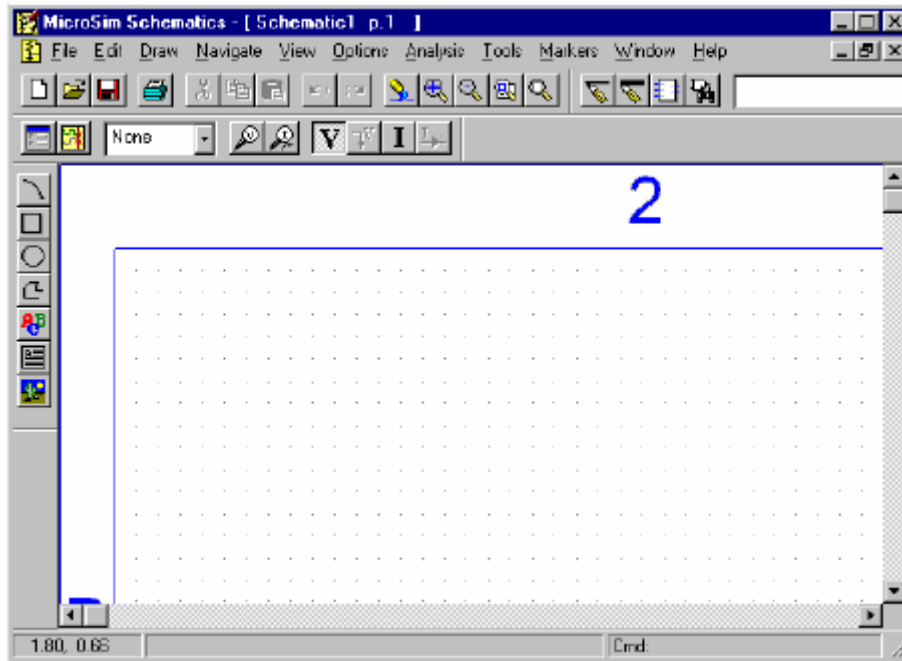 MicroSim Schematics - [ Schematic1 p.1 ]
File Edit Draw Navigate View Options Analysis Tools Markers Window Help
None
V I
2
1.80, 0.66 Cmd: